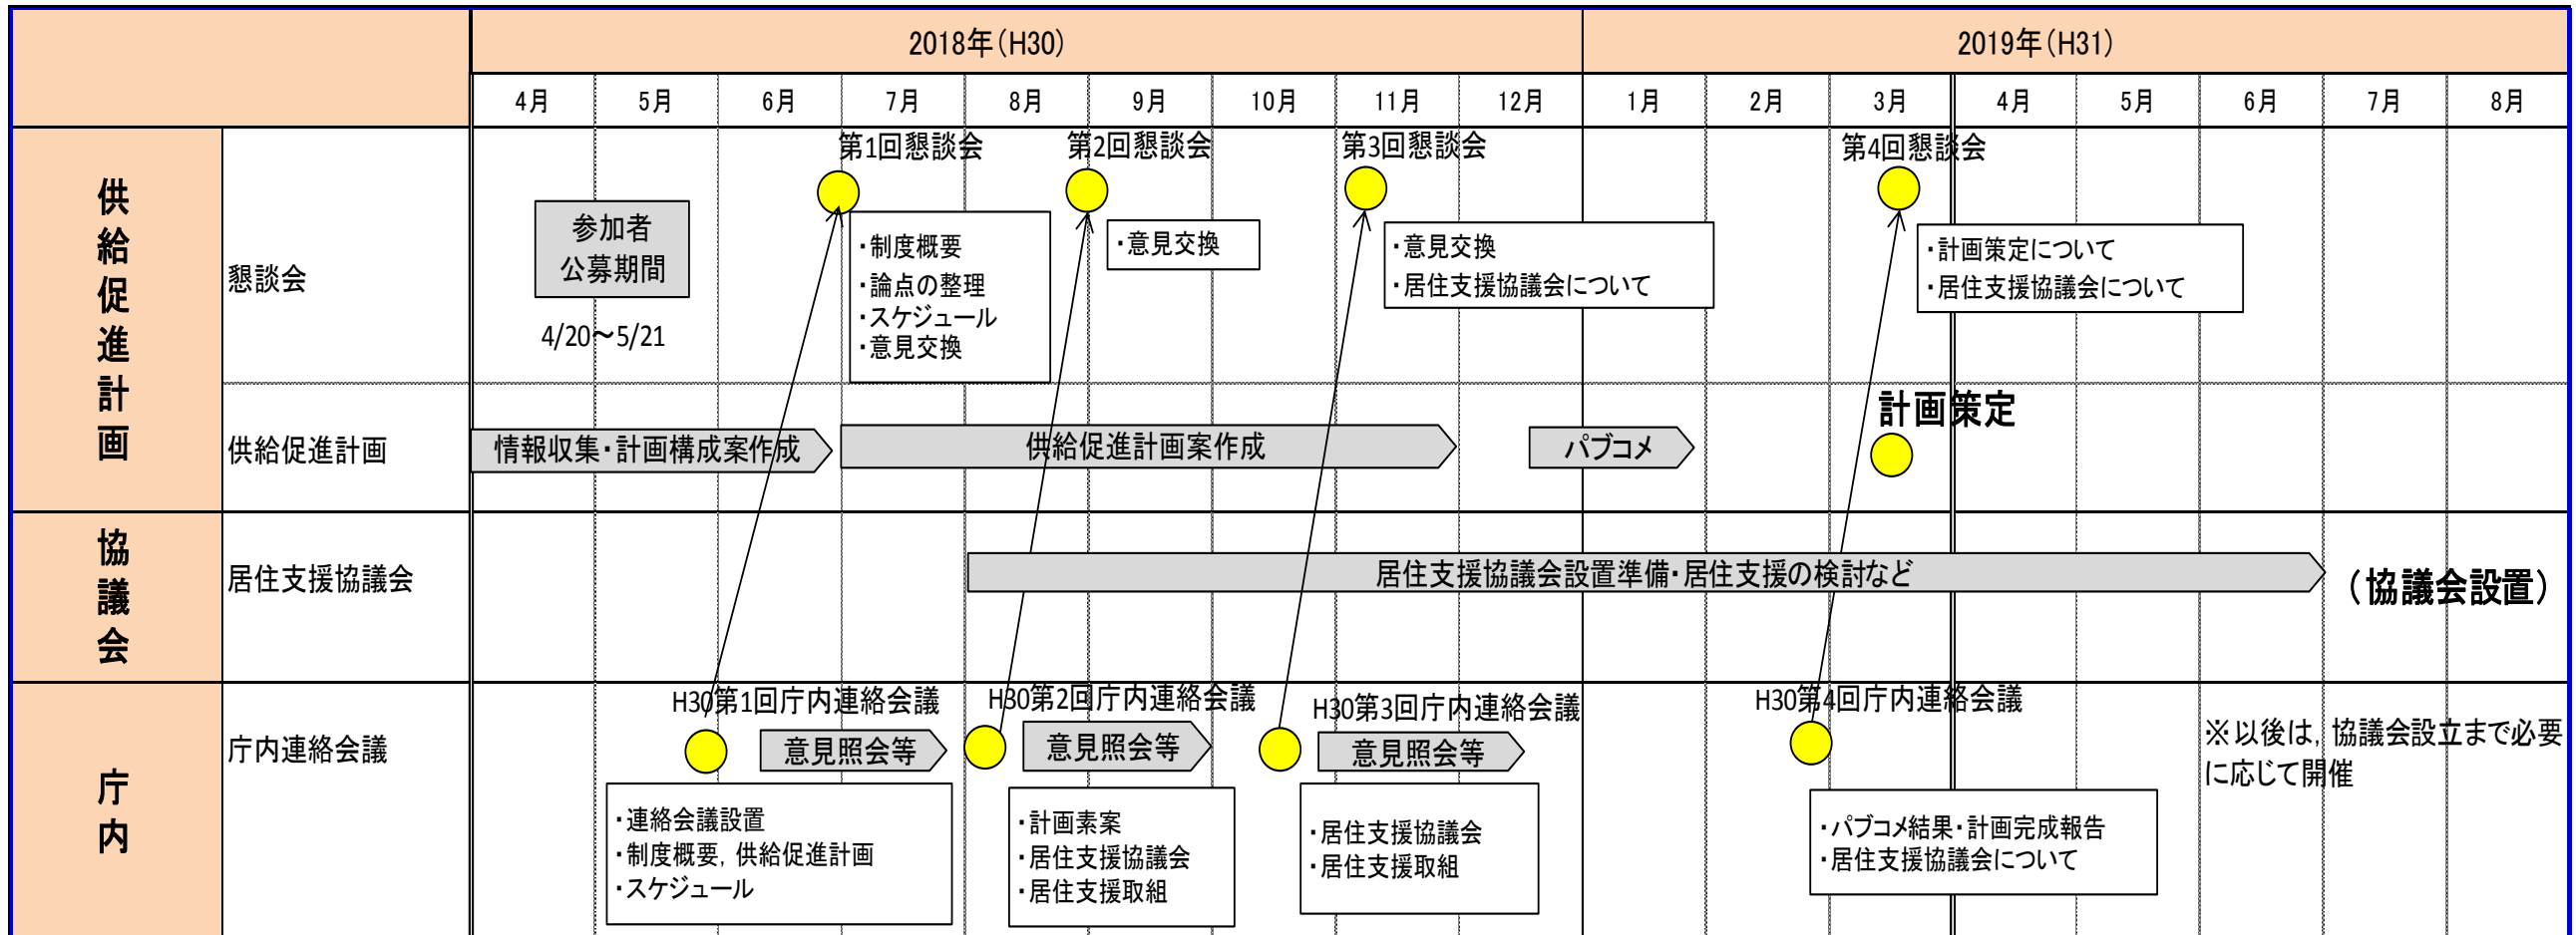 2018年（H30）
2019年（H31）
4月
5月
6月
7月
8月
9月
10月
11月
12月
1月
2月
3月
4月
5月
6月
7月
8月
供給促進計画
懇談会
参加者
公募期間
4/20～5/21
第1回懇談会
・制度概要
・論点の整理
・スケジュール
・意見交換
第2回懇談会
・意見交換
第3回懇談会
・意見交換
・居住支援協議会について
第4回懇談会
・計画策定について
・居住支援協議会について
供給促進計画
情報収集・計画構成案作成
供給促進計画案作成
パブコメ
計画策定
協議会
居住支援協議会
居住支援協議会設置準備・居住支援の検討など
（協議会設置）
庁内
庁内連絡会議
H30第1回庁内連絡会議
意見照会等
・連絡会議設置
・制度概要，供給促進計画
・スケジュール
H30第2回庁内連絡会議
意見照会等
・計画素案
・居住支援協議会
・居住支援取組
H30第3回庁内連絡会議
意見照会等
・居住支援協議会
・居住支援取組
H30第4回庁内連絡会議
・パブコメ結果・計画完成報告
・居住支援協議会について
※以後は，協議会設立まで必要
に応じて開催